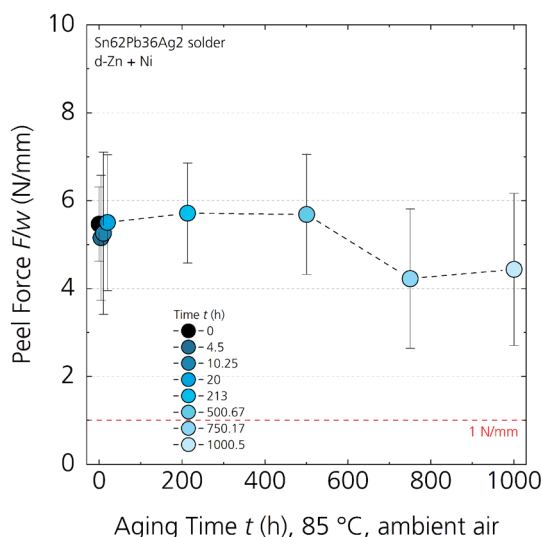 10
8
6
4
2
0
Peel Force F/w (N/mm)
Sn62Pb36Ag2 solder
d-Zn + Ni
Time t (h)
0
4.5
10.25
20
213
500.67
750.17
1000.5
1 N/mm
0 200 400 600 800 1000
Aging Time t (h), 85 °C, ambient air